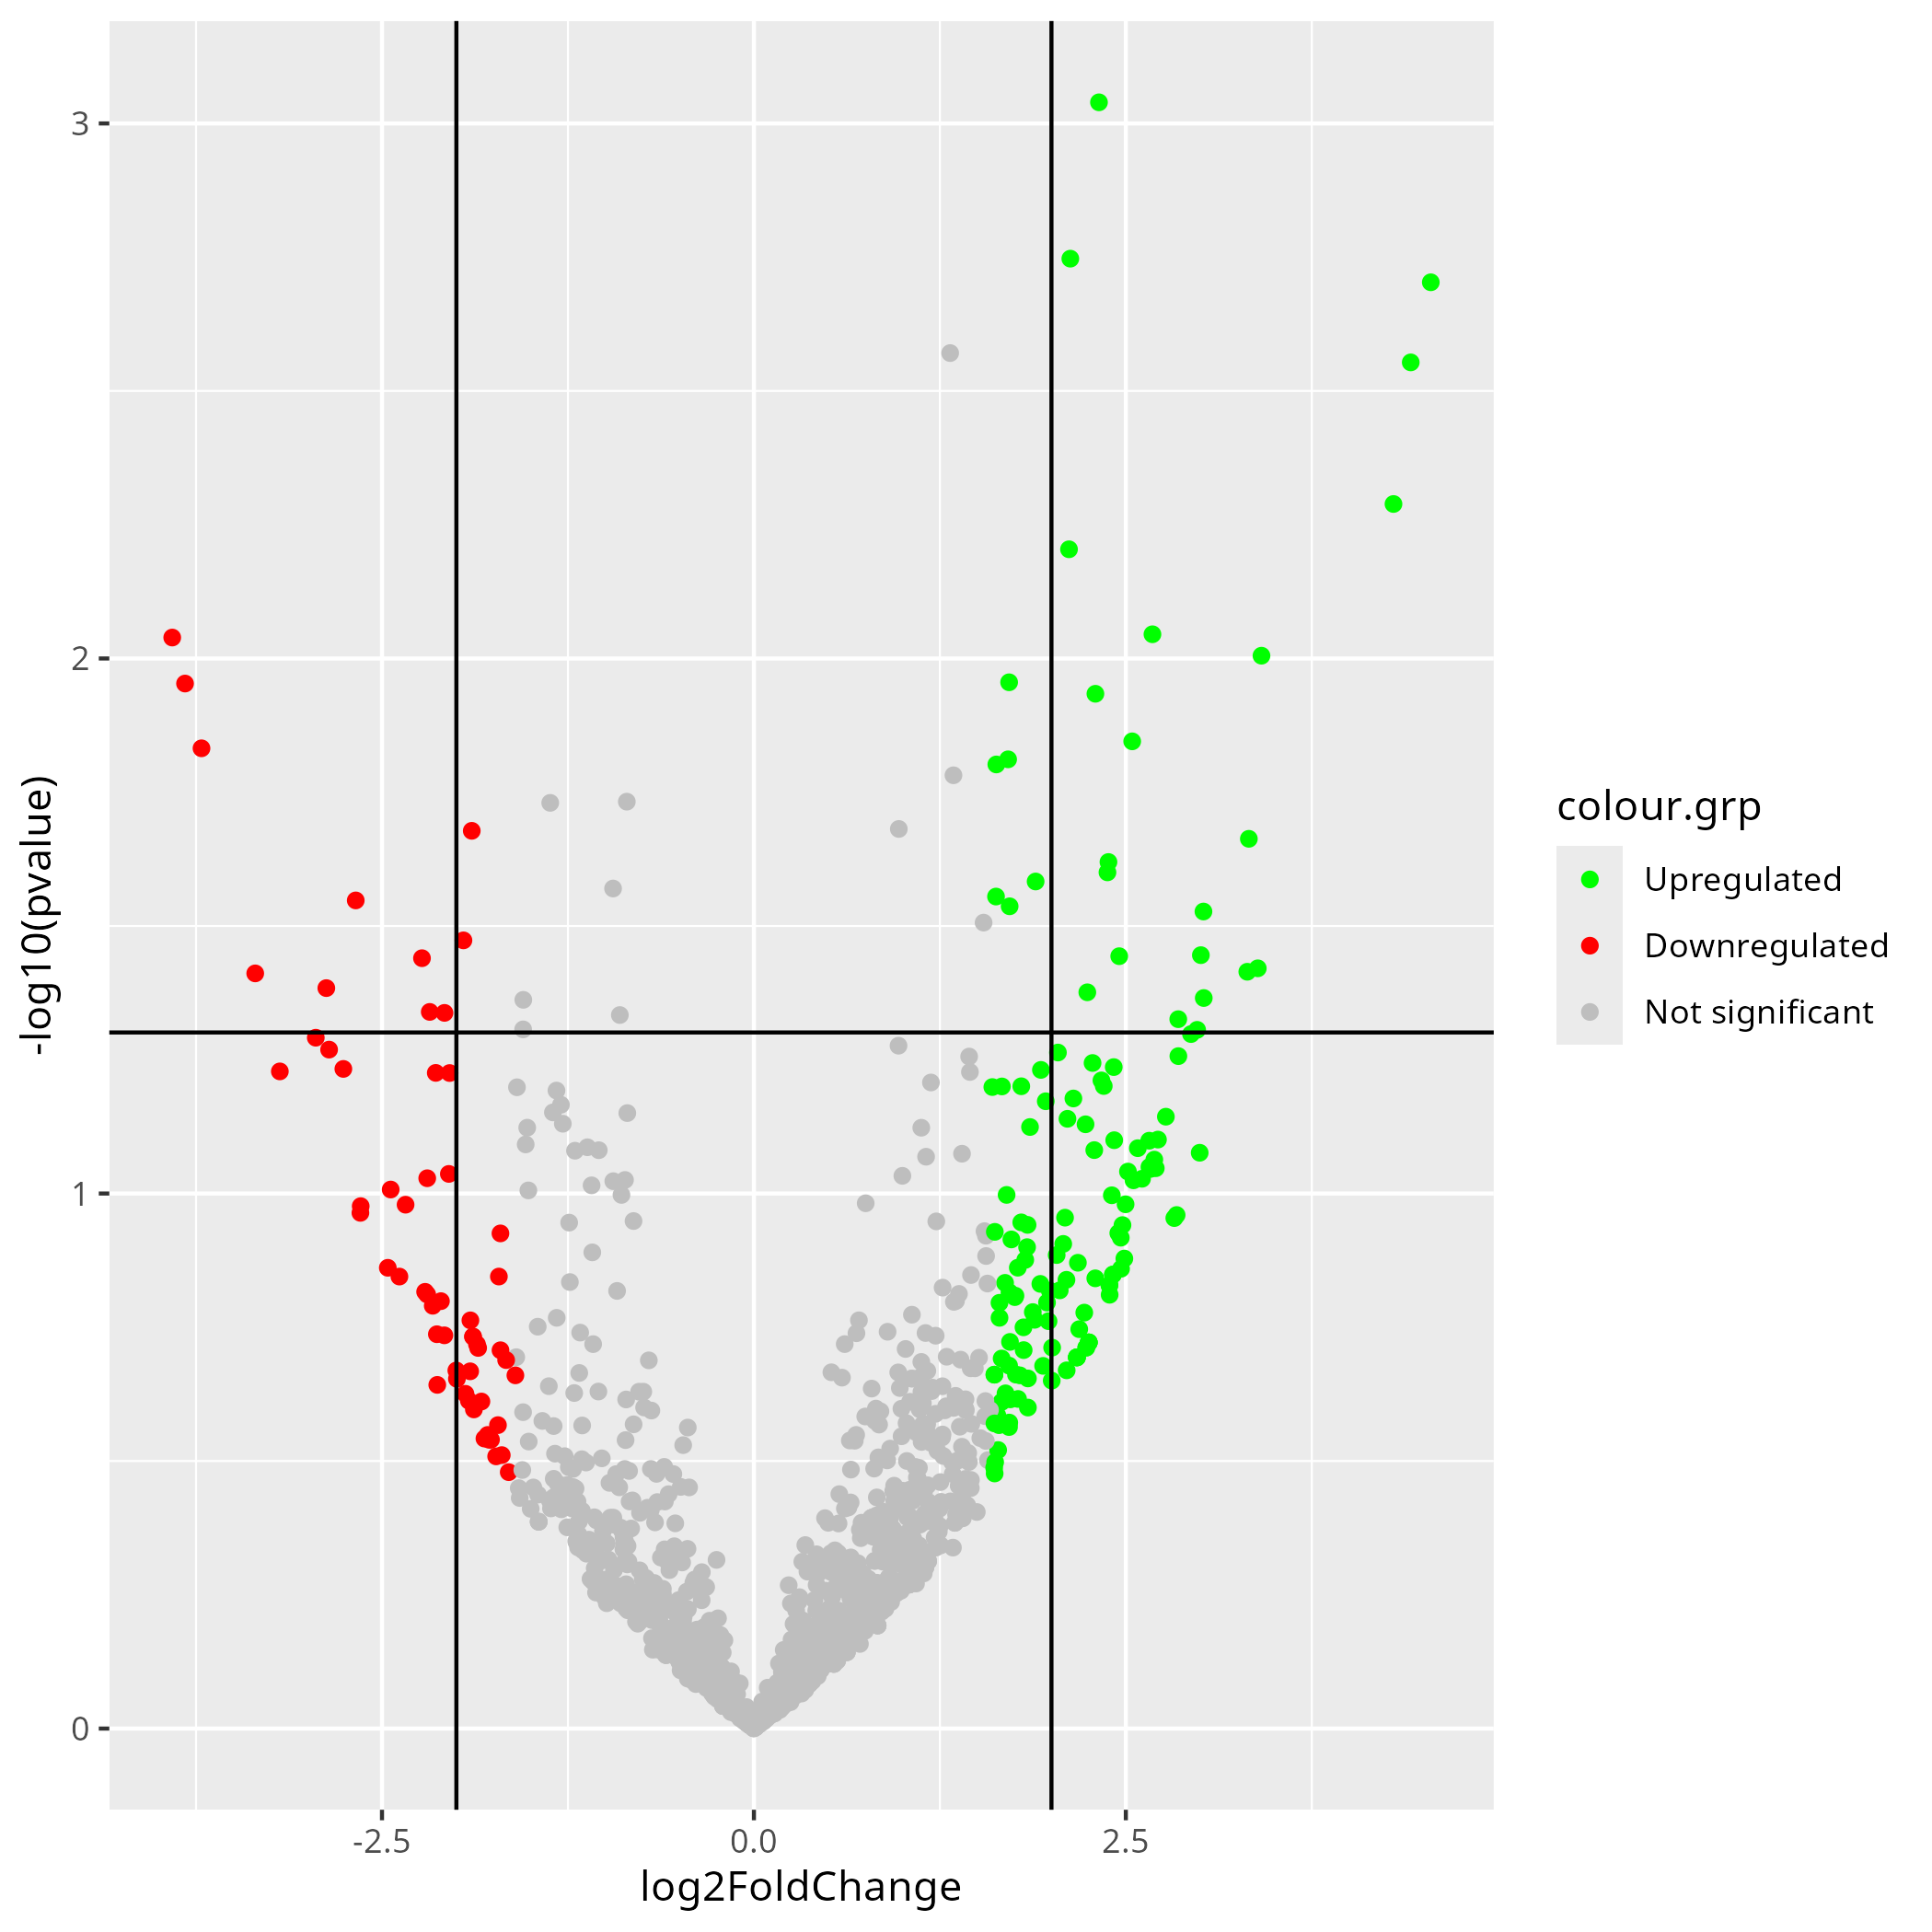 3
2
1
0
-log10(pvalue)
-2.5 0.0 2.5
log2FoldChange
colour.grp
Upregulated
Downregulated
Not significant